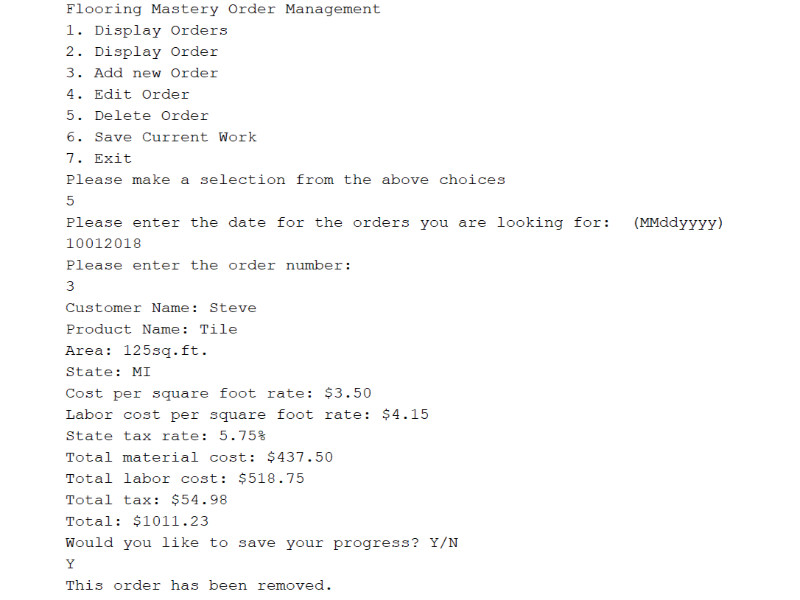 Flooring Mastery Order Management
1. Display Orders
2. Display Order
3. Add new Order
4. Edit Order
5. Delete Order
6. Save Current Work
7. Exit
Please make a selection from the above choices
5
Please enter the date for the orders you are looking for:  (MMddyyyy)
10012018
Please enter the order number:
3
Customer Name: Steve
Product Name: Tile
Area: 125sq.ft.
State: MI
Cost per square foot rate: $3.50
Labor cost per square foot rate: $4.15
State tax rate: 5.75%
Total material cost: $437.50
Total labor cost: $518.75
Total tax: $54.98
Total: $1011.23
Would you like to save your progress? Y/N
Y
This order has been removed.